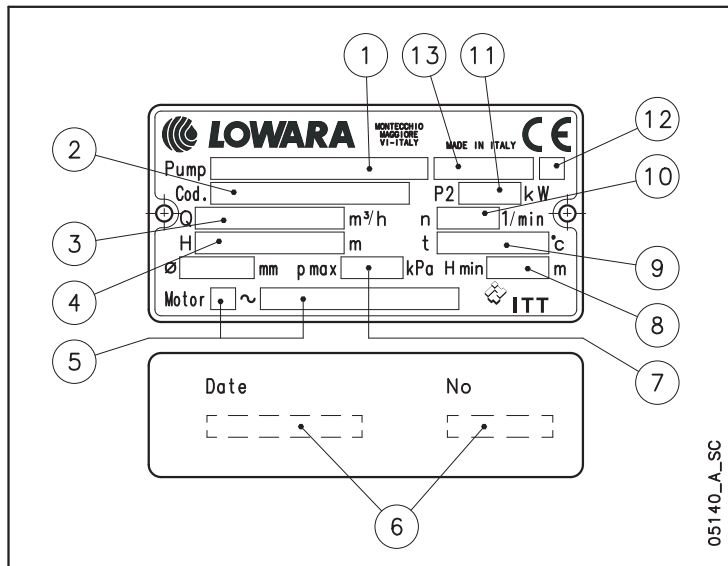 1 13 11
LOWARA MONTECCHIO MAGGIORE VI-ITALY MADE IN ITALY CE
12
2
Pump
Cod. P2 kW
10
3
Q m³/h n 1/min
H m t °c
4
9
ø mm p max kPa H min m
Motor ~ ITT
8
5
7
Date No
6
05140_A_SC